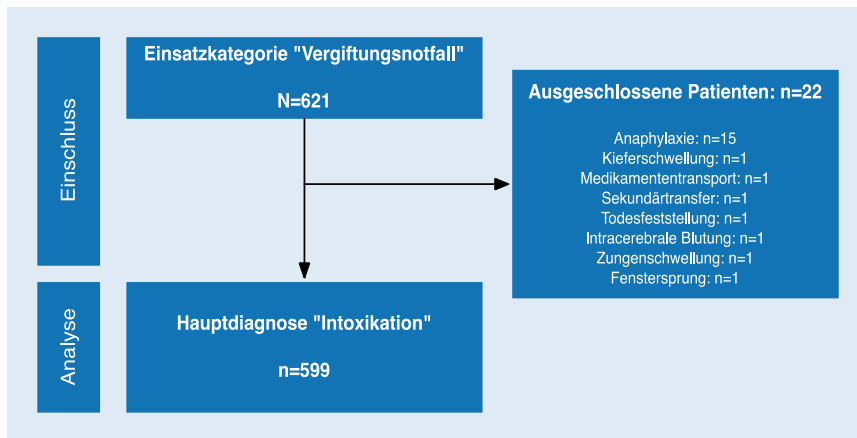 Einschluss
Einsatzkategorie "Vergiftungsnotfall"
N=621
Ausgeschlossene Patienten: n=22
Anaphylaxie: n=15
Kieferschwellung: n=1
Medikamententransport: n=1
Sekundärtransfer: n=1
Todesfeststellung: n=1
Intracerebrale Blutung: n=1
Zungenschwellung: n=1
Fenstersprung: n=1
Analyse
Hauptdiagnose "Intoxikation"
n=599